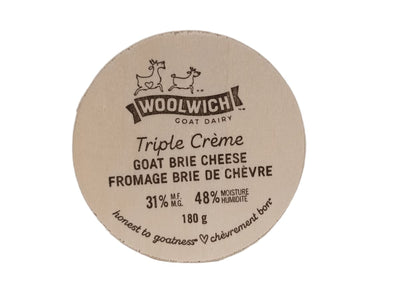 WOOLWICH
GOAT DAIRY
Triple Crème
GOAT BRIE CHEESE
FROMAGE BRIE DE CHÈVRE
31% M.F. M.G. 48% MOISTURE HUMIDITÉ
180 g
honest to goatness* ♡ chèvrement bon*